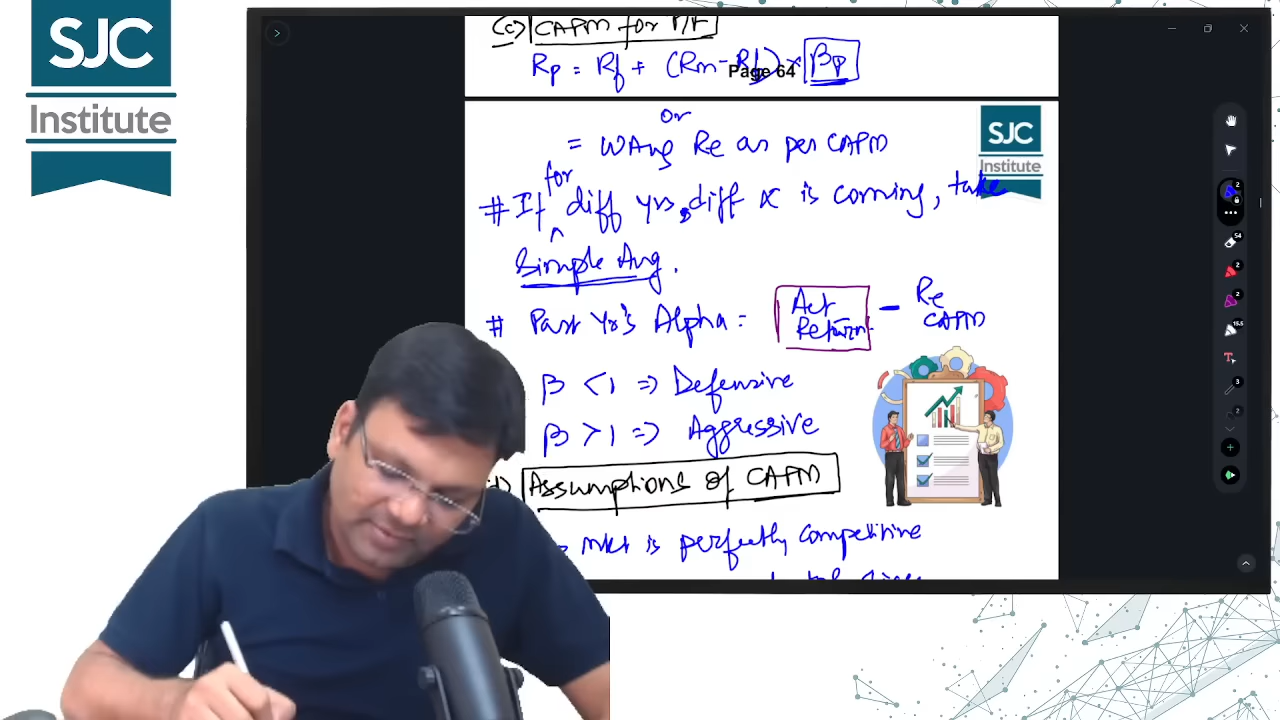 SJC
Institute
(c) CAPM for P/F
Rp = Rf + (Rm - Rf) × βp
Page 64
or
= WAvg Re as per CAPM
SJC
Institute
for
# If ^ diff yrs, diff α is coming, take
Simple Avg.
# Past Yr's Alpha = Act Return - Re CAPM
β < 1 => Defensive
β > 1 => Aggressive
Assumptions of CAPM
Mkt is perfectly competitive